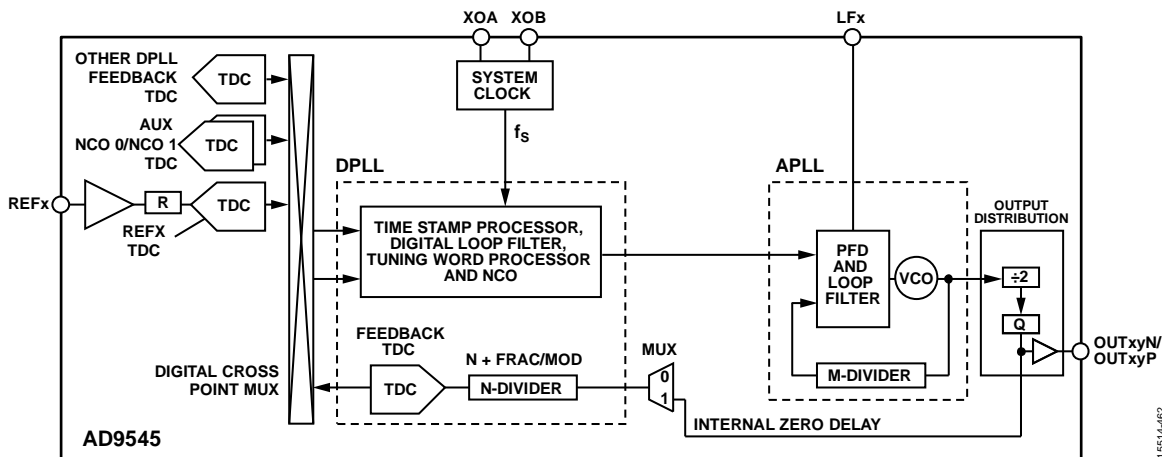 XOA
XOB
LFx
OTHER DPLL
FEEDBACK
TDC
TDC
SYSTEM
CLOCK
AUX
NCO 0/NCO 1
TDC
TDC
fS
DPLL
APLL
OUTPUT
DISTRIBUTION
REFx
R
TDC
REFX
TDC
TIME STAMP PROCESSOR,
DIGITAL LOOP FILTER,
TUNING WORD PROCESSOR
AND NCO
PFD
AND
LOOP
FILTER
VCO
÷2
Q
OUTxyN/
OUTxyP
FEEDBACK
TDC
N + FRAC/MOD
MUX
DIGITAL CROSS
POINT MUX
TDC
N-DIVIDER
0
1
M-DIVIDER
INTERNAL ZERO DELAY
AD9545
15514-462